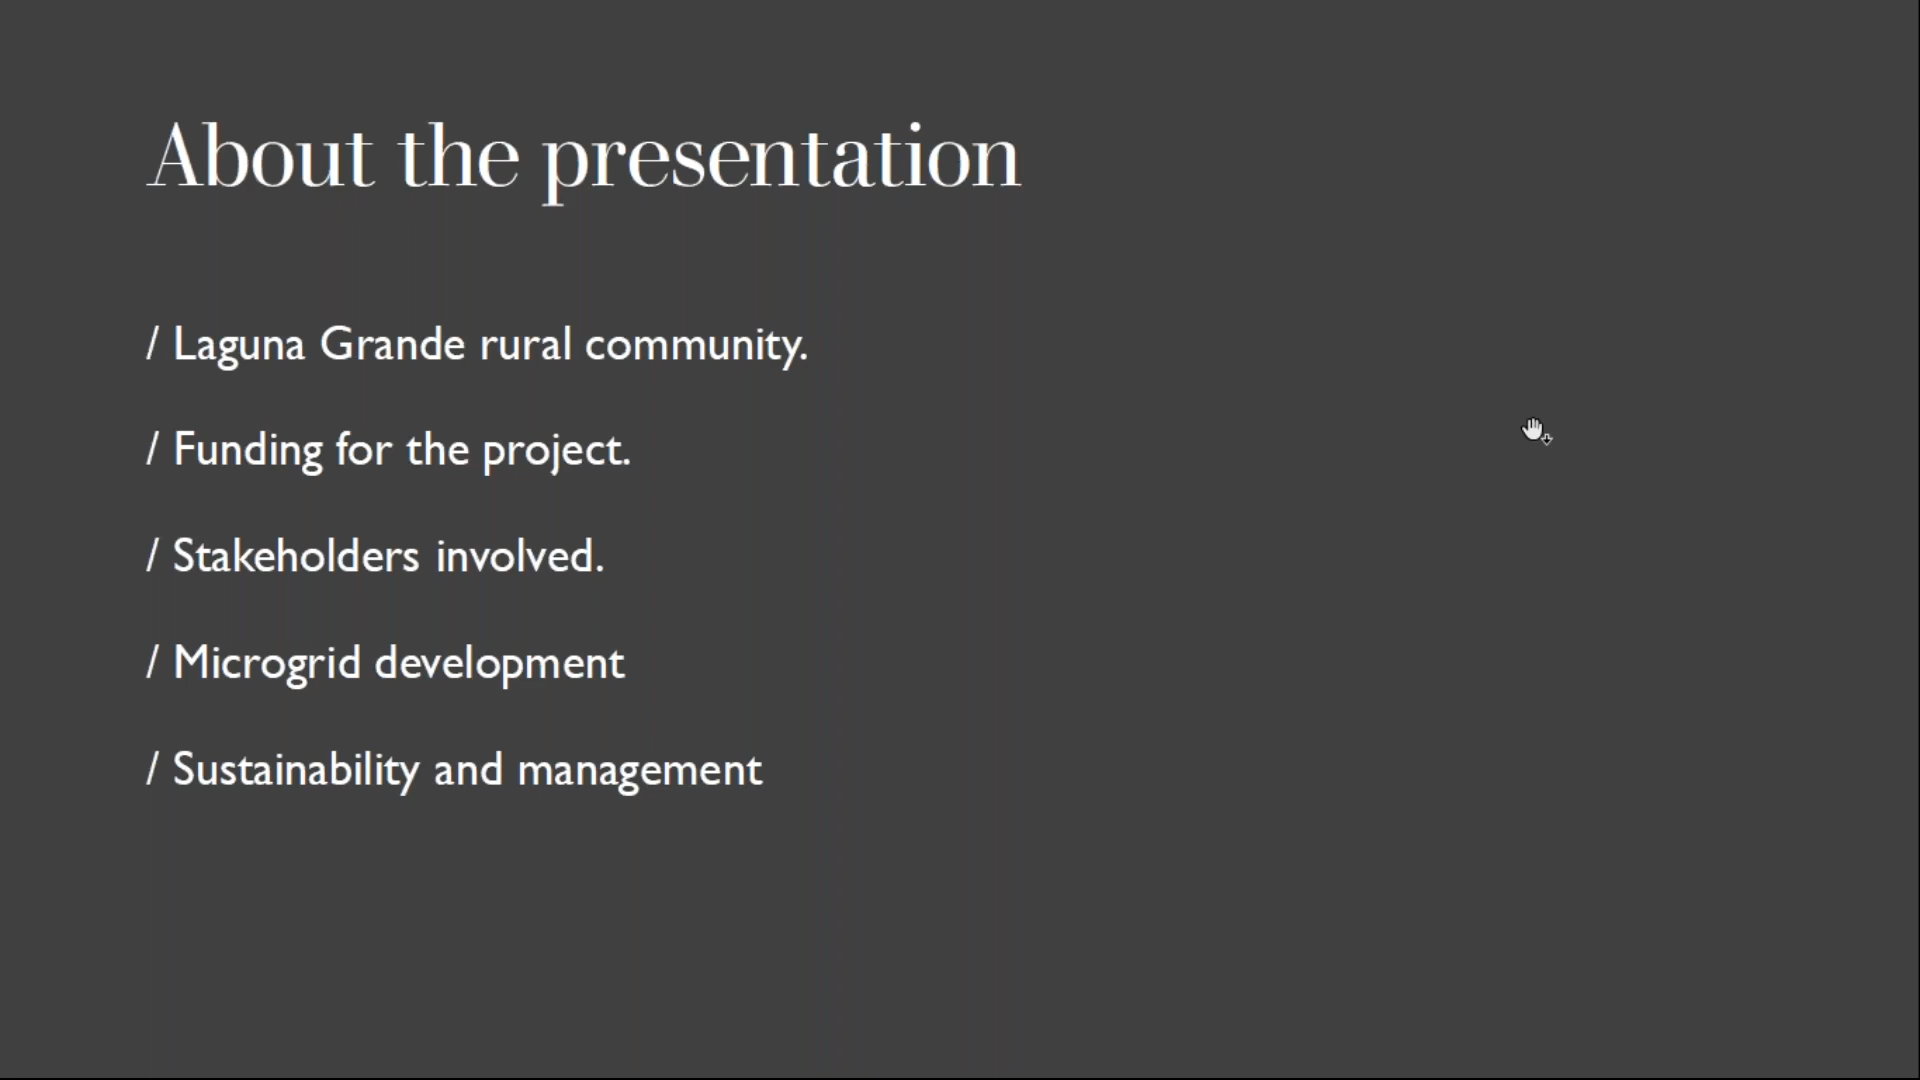 About the presentation
/ Laguna Grande rural community.
/ Funding for the project.
/ Stakeholders involved.
/ Microgrid development
/ Sustainability and management